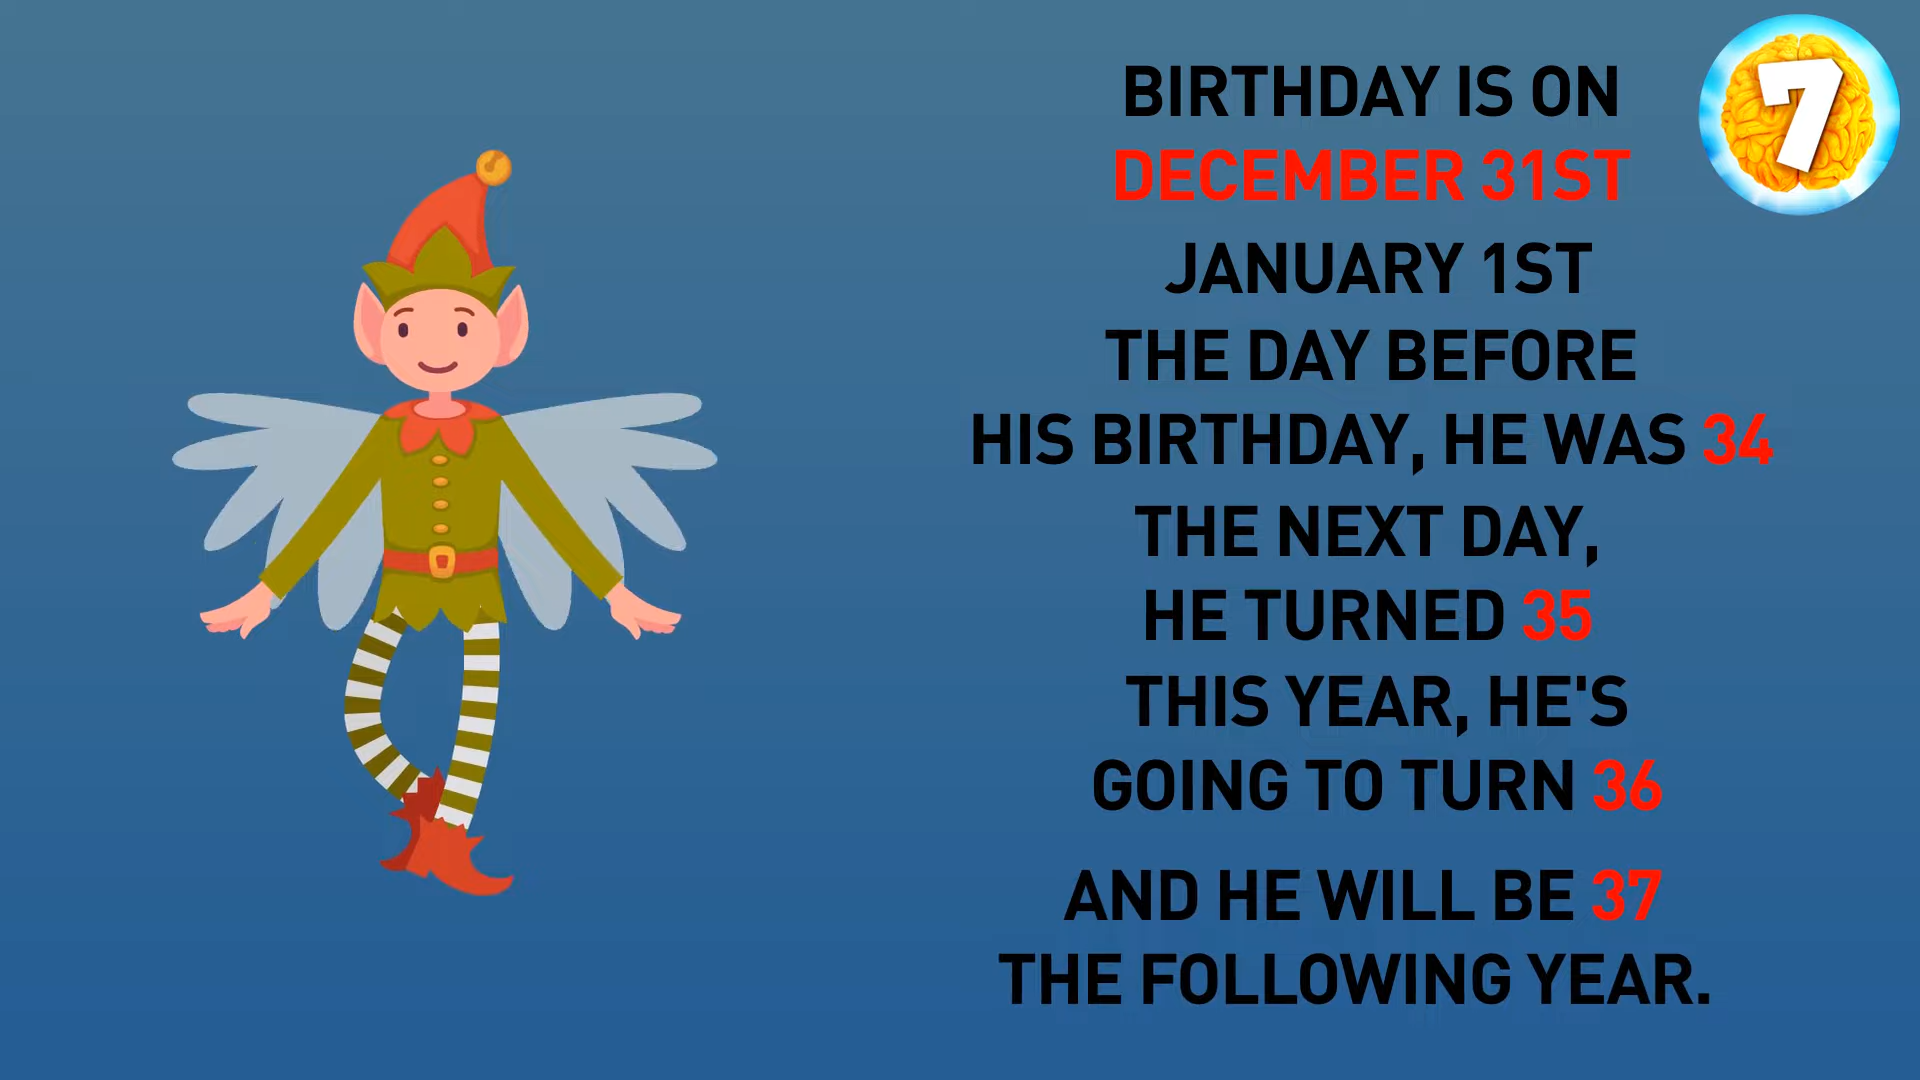 BIRTHDAY IS ON
DECEMBER 31ST
JANUARY 1ST
THE DAY BEFORE
HIS BIRTHDAY, HE WAS 34
THE NEXT DAY,
HE TURNED 35
THIS YEAR, HE'S
GOING TO TURN 36
AND HE WILL BE 37
THE FOLLOWING YEAR.
7